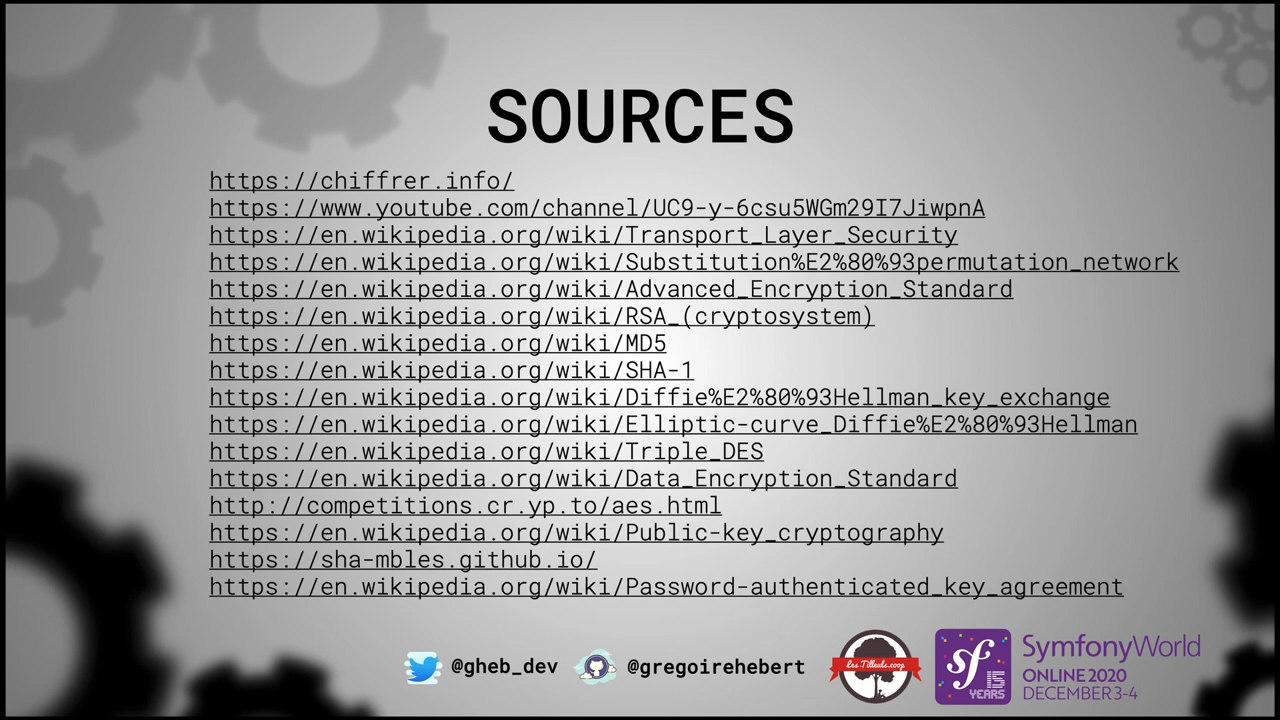 SOURCES
https://chiffrer.info/
https://www.youtube.com/channel/UC9-y-6csu5WGm29I7JiwpnA
https://en.wikipedia.org/wiki/Transport_Layer_Security
https://en.wikipedia.org/wiki/Substitution%E2%80%93permutation_network
https://en.wikipedia.org/wiki/Advanced_Encryption_Standard
https://en.wikipedia.org/wiki/RSA_(cryptosystem)
https://en.wikipedia.org/wiki/MD5
https://en.wikipedia.org/wiki/SHA-1
https://en.wikipedia.org/wiki/Diffie%E2%80%93Hellman_key_exchange
https://en.wikipedia.org/wiki/Elliptic-curve_Diffie%E2%80%93Hellman
https://en.wikipedia.org/wiki/Triple_DES
https://en.wikipedia.org/wiki/Data_Encryption_Standard
http://competitions.cr.yp.to/aes.html
https://en.wikipedia.org/wiki/Public-key_cryptography
https://sha-mbles.github.io/
https://en.wikipedia.org/wiki/Password-authenticated_key_agreement
@gheb_dev
@gregoirehebert
Les-Tilleuls.coop
sf
15
YEARS
SymfonyWorld
ONLINE 2020
DECEMBER 3-4